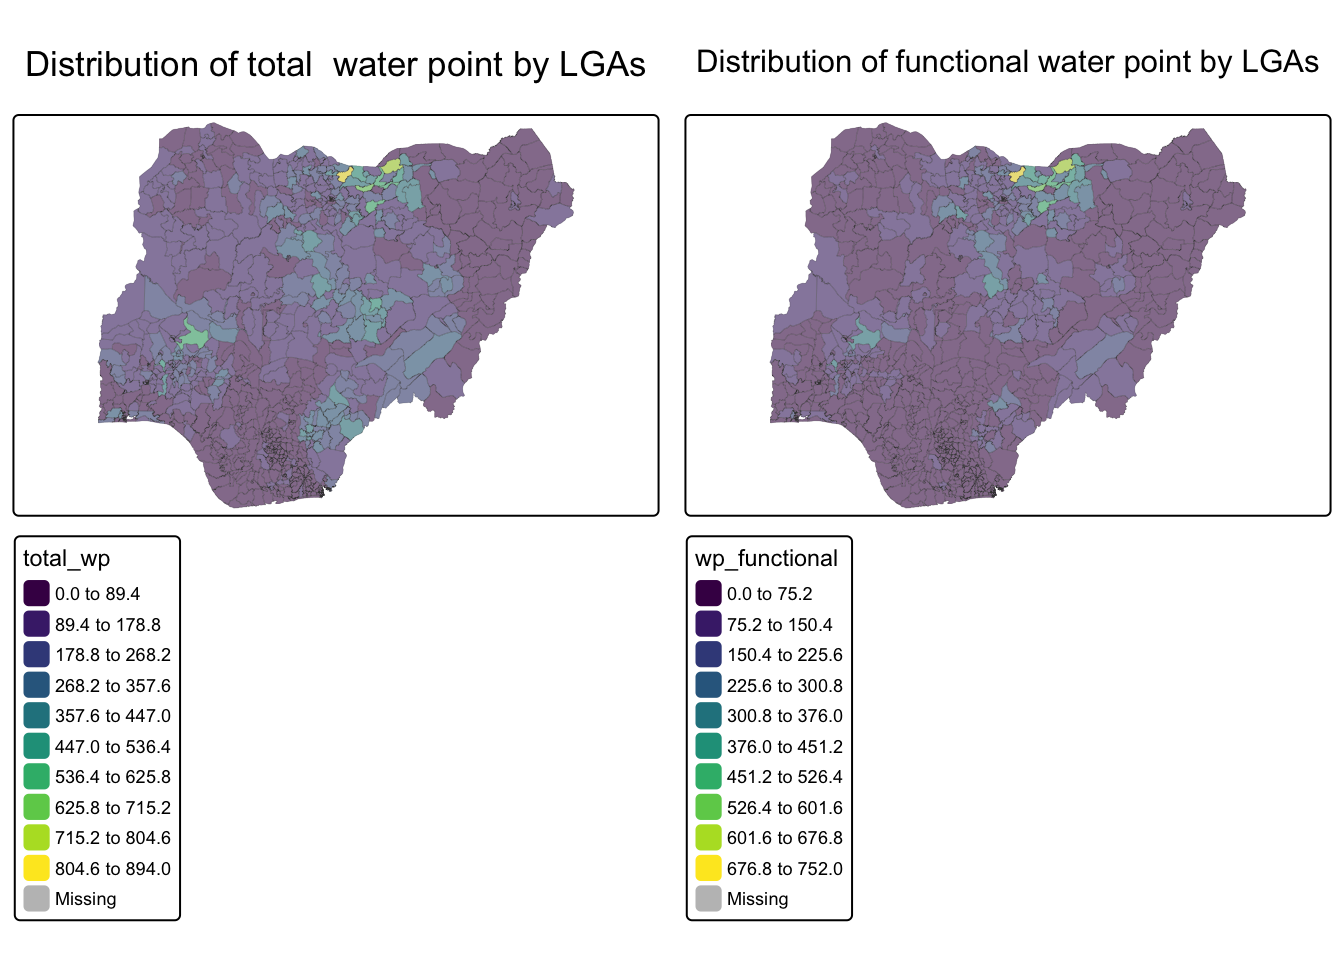 Distribution of total  water point by LGAs
Distribution of functional water point by LGAs
total_wp
0.0 to 89.4
89.4 to 178.8
178.8 to 268.2
268.2 to 357.6
357.6 to 447.0
447.0 to 536.4
536.4 to 625.8
625.8 to 715.2
715.2 to 804.6
804.6 to 894.0
Missing
wp_functional
0.0 to 75.2
75.2 to 150.4
150.4 to 225.6
225.6 to 300.8
300.8 to 376.0
376.0 to 451.2
451.2 to 526.4
526.4 to 601.6
601.6 to 676.8
676.8 to 752.0
Missing